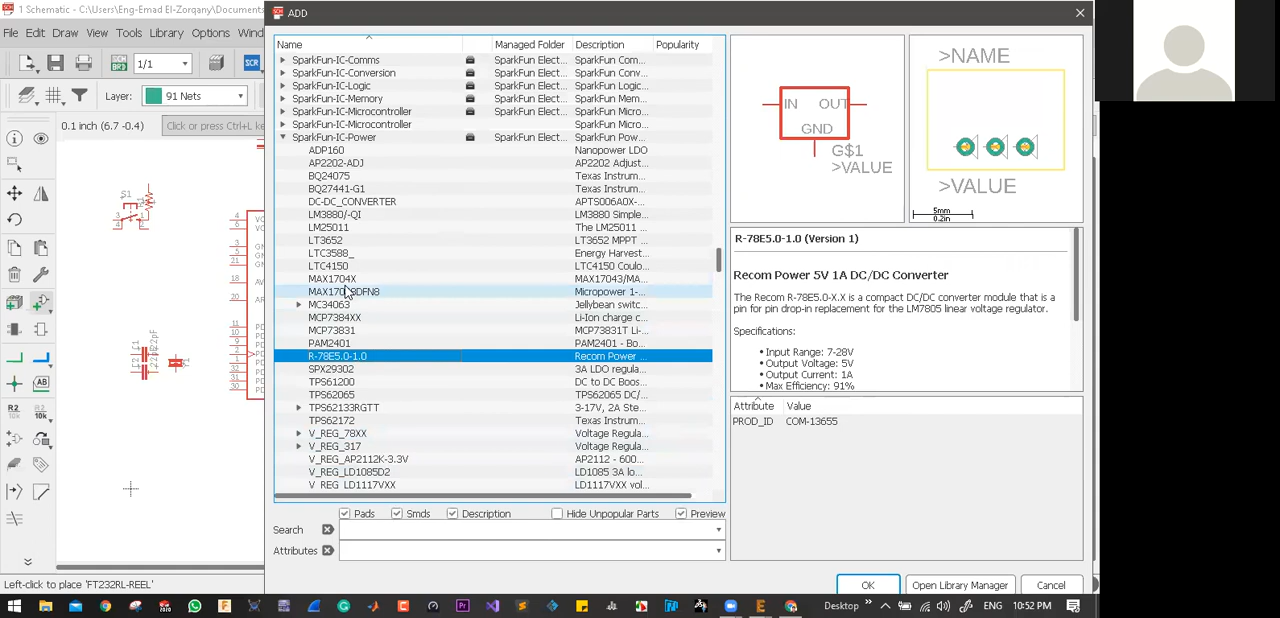 1 Schematic - C:\Users\Eng-Emad El-Zorqany\Documents
ADD
File Edit Draw View Tools Library Options Wind
1/1
Layer: 91 Nets
0.1 inch (6.7 -0.4) Click or press Ctrl+L ke
Name Managed Folder Description Popularity
SparkFun-IC-Comms SparkFun Elect... SparkFun Com...
SparkFun-IC-Conversion SparkFun Elect... SparkFun Conv...
SparkFun-IC-Logic SparkFun Elect... SparkFun Logic...
SparkFun-IC-Memory SparkFun Elect... SparkFun Mem...
SparkFun-IC-Microcontroller SparkFun Elect... SparkFun Micro...
SparkFun-IC-Microcontroller SparkFun Micro...
SparkFun-IC-Power SparkFun Elect... SparkFun Pow...
ADP160 Nanopower LDO
AP2202-ADJ AP2202 Adjust...
BQ24075 Texas Instrum...
BQ27441-G1 Texas Instrum...
DC-DC_CONVERTER APTS006A0X-...
LM3880/-QI LM3880 Simple...
LM25011 The LM25011 ...
LT3652 LT3652 MPPT ...
LTC3588_ Energy Harvest...
LTC4150 LTC4150 Coulo...
MAX1704X MAX17043/MA...
Micropower 1-...
MC34063 Jellybean switc...
MCP7384XX Li-Ion charge c...
MCP73831 MCP73831T Li-...
PAM2401 PAM2401 - Bo...
R-78E5.0-1.0 Recom Power ...
SPX29302 3A LDO regula...
TPS61200 DC to DC Boos...
TPS62065 TPS62065 DC/...
TPS62133RGTT 3-17V, 2A Ste...
TPS62172 Texas Instrum...
V_REG_78XX Voltage Regula...
V_REG_317 Voltage Regula...
V_REG_AP2112K-3.3V AP2112 - 600...
V_REG_LD1085D2 LD1085 3A lo...
V_REG_LD1117VXX LD1117VXX vol...
Pads Smds Description Hide Unpopular Parts Preview
Search
Attributes
IN OUT
GND
G$1
>VALUE
>NAME
>VALUE
5mm
0.2in
R-78E5.0-1.0 (Version 1)
Recom Power 5V 1A DC/DC Converter
The Recom R-78E5.0-X.X is a compact DC/DC converter module that is a
pin for pin drop-in replacement for the LM7805 linear voltage regulator.
Specifications:
• Input Range: 7-28V
• Output Voltage: 5V
• Output Current: 1A
• Max Efficiency: 91%
Attribute Value
PROD_ID COM-13655
OK Open Library Manager Cancel
S1
Left-click to place 'FT232RL-REEL'
Desktop ENG 10:52 PM